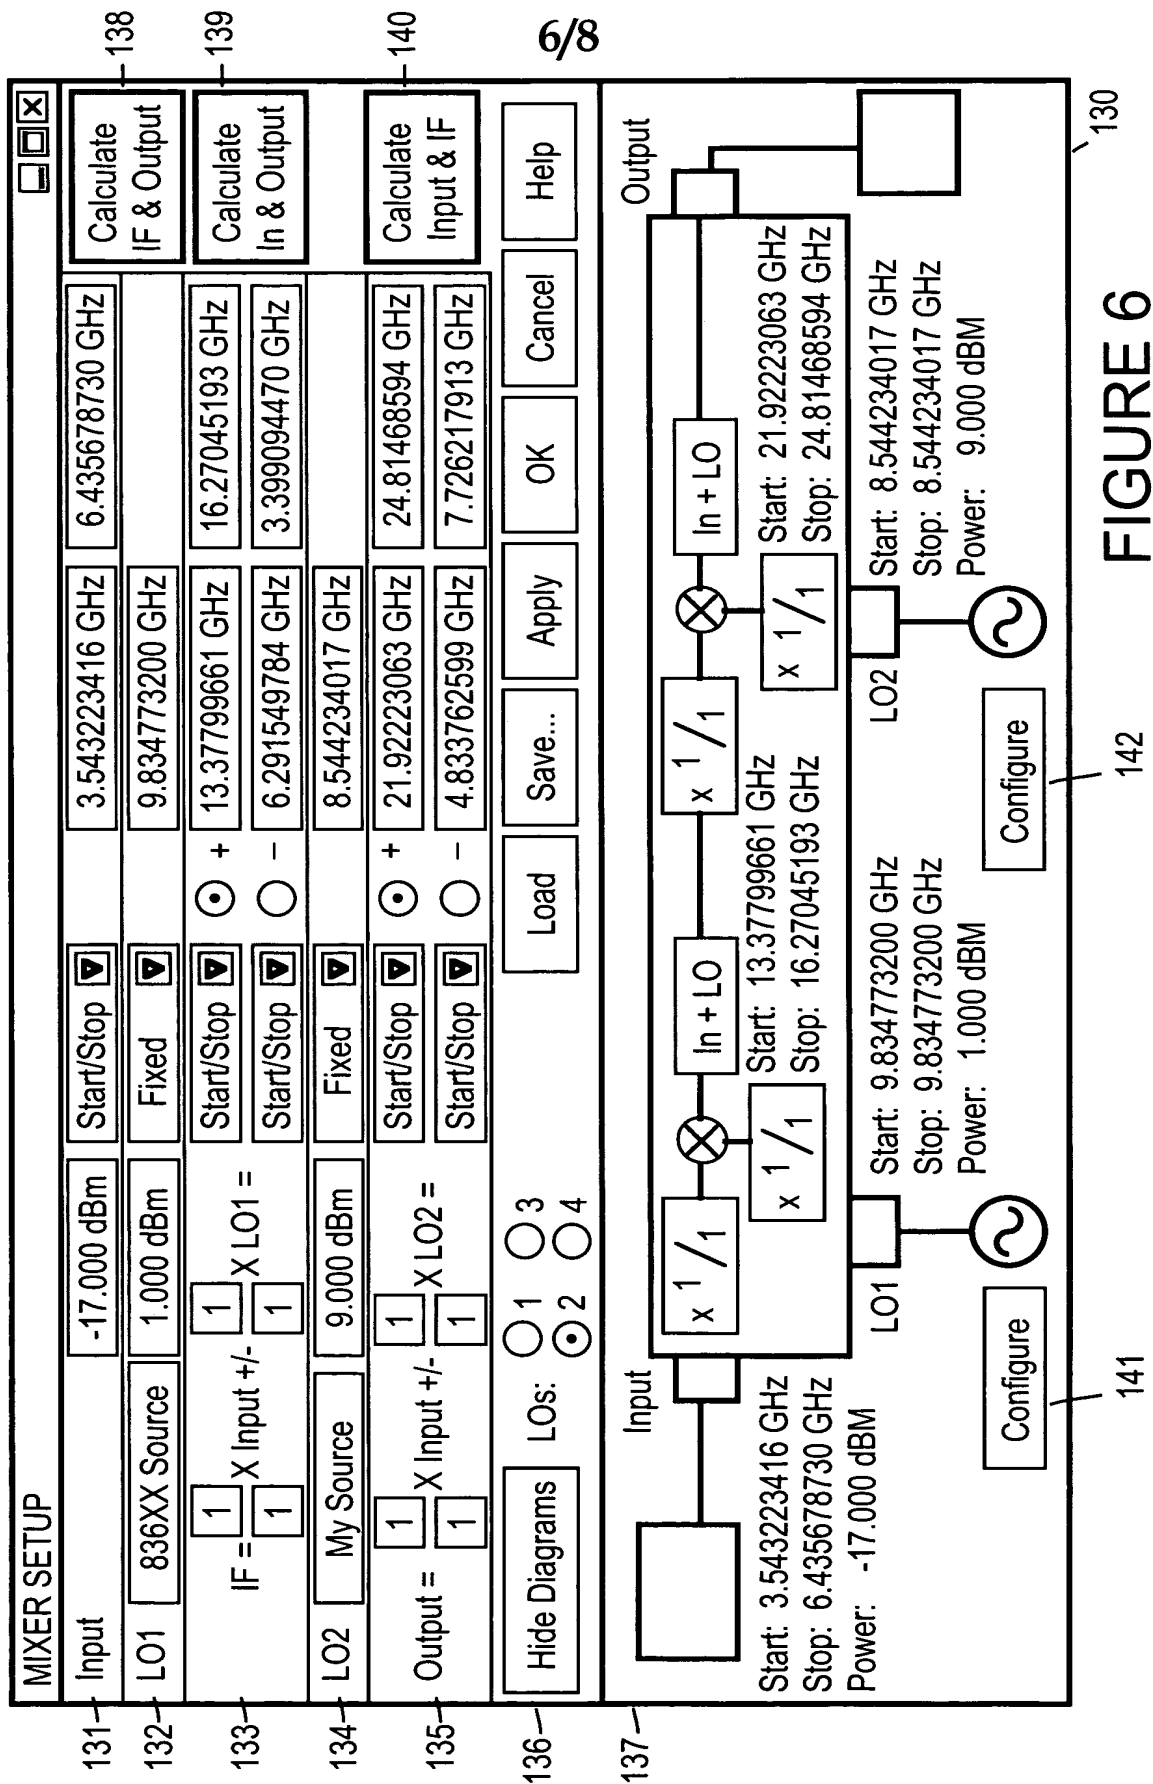 6/8
MIXER SETUP
131 Input -17.000 dBm Start/Stop 3.543223416 GHz 6.435678730 GHz Calculate IF & Output 138
132 LO1 836XX Source 1.000 dBm Fixed 9.834773200 GHz
133 IF = 1 X Input +/- 1 X LO1 = Start/Stop + 13.37799661 GHz 16.27045193 GHz Calculate In & Output 139
1 1 Start/Stop – 6.291549784 GHz 3.399094470 GHz
134 LO2 My Source 9.000 dBm Fixed 8.544234017 GHz
135 Output = 1 X Input +/- 1 X LO2 = Start/Stop + 21.92223063 GHz 24.81468594 GHz Calculate Input & IF 140
1 1 Start/Stop – 4.833762599 GHz 7.726217913 GHz
136 Hide Diagrams LOs: 1 3 Load Save... Apply OK Cancel Help
2 4
137
Input Output
x 1/1 In + LO x 1/1 In + LO
x 1/1 x 1/1
Start: 13.37799661 GHz Start: 21.92223063 GHz
Stop: 16.27045193 GHz Stop: 24.81468594 GHz
Start: 3.543223416 GHz
Stop: 6.435678730 GHz
Power: -17.000 dBM
LO1 Start: 9.834773200 GHz
Stop: 9.834773200 GHz
Power: 1.000 dBM
LO2 Start: 8.544234017 GHz
Stop: 8.544234017 GHz
Power: 9.000 dBM
Configure Configure
141 142 130
FIGURE 6